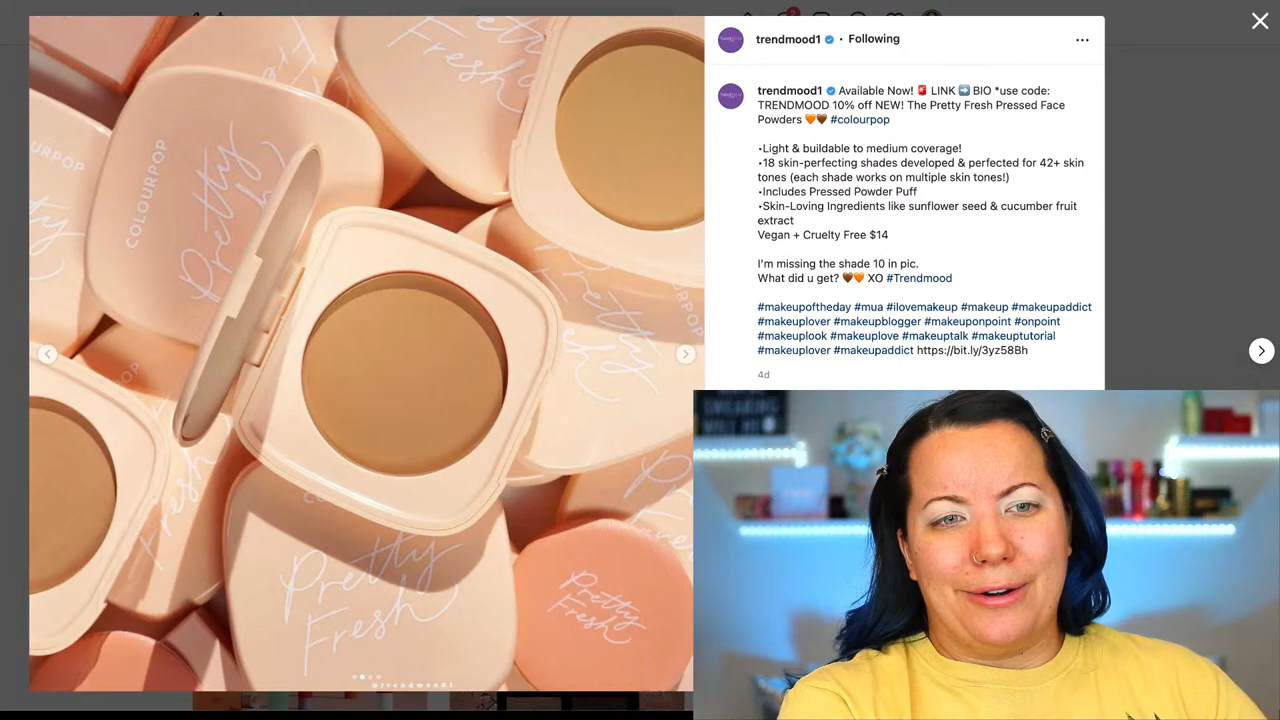 trendmood1 • Following
trendmood1 Available Now! 🚨 LINK ➡️ BIO *use code:
TRENDMOOD 10% off NEW! The Pretty Fresh Pressed Face
Powders 🧡🤎 #colourpop
•Light & buildable to medium coverage!
•18 skin-perfecting shades developed & perfected for 42+ skin
tones (each shade works on multiple skin tones!)
•Includes Pressed Powder Puff
•Skin-Loving Ingredients like sunflower seed & cucumber fruit
extract
Vegan + Cruelty Free $14
I'm missing the shade 10 in pic.
What did u get? 🤎🧡 XO #Trendmood
#makeupoftheday #mua #ilovemakeup #makeup #makeupaddict
#makeuplover #makeupblogger #makeuponpoint #onpoint
#makeuplook #makeuplove #makeuptalk #makeuptutorial
#makeuplover #makeupaddict https://bit.ly/3yz58Bh
4d
Fresh
COLOURPOP
Pretty
Fresh
COLOURPOP
Pretty
Fresh
Pretty
Fresh
Pretty
Fresh
@trendmood1